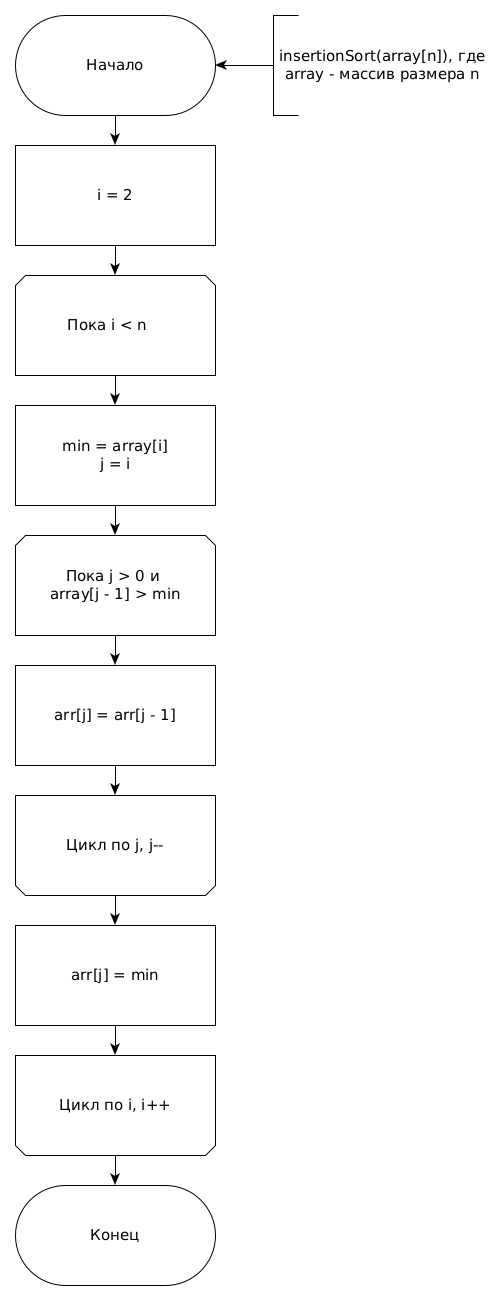 Начало
insertionSort(array[n]), где
array - массив размера n
i = 2
Пока i < n
min = array[i]
j = i
Пока j > 0 и
array[j - 1] > min
arr[j] = arr[j - 1]
Цикл по j, j--
arr[j] = min
Цикл по i, i++
Конец